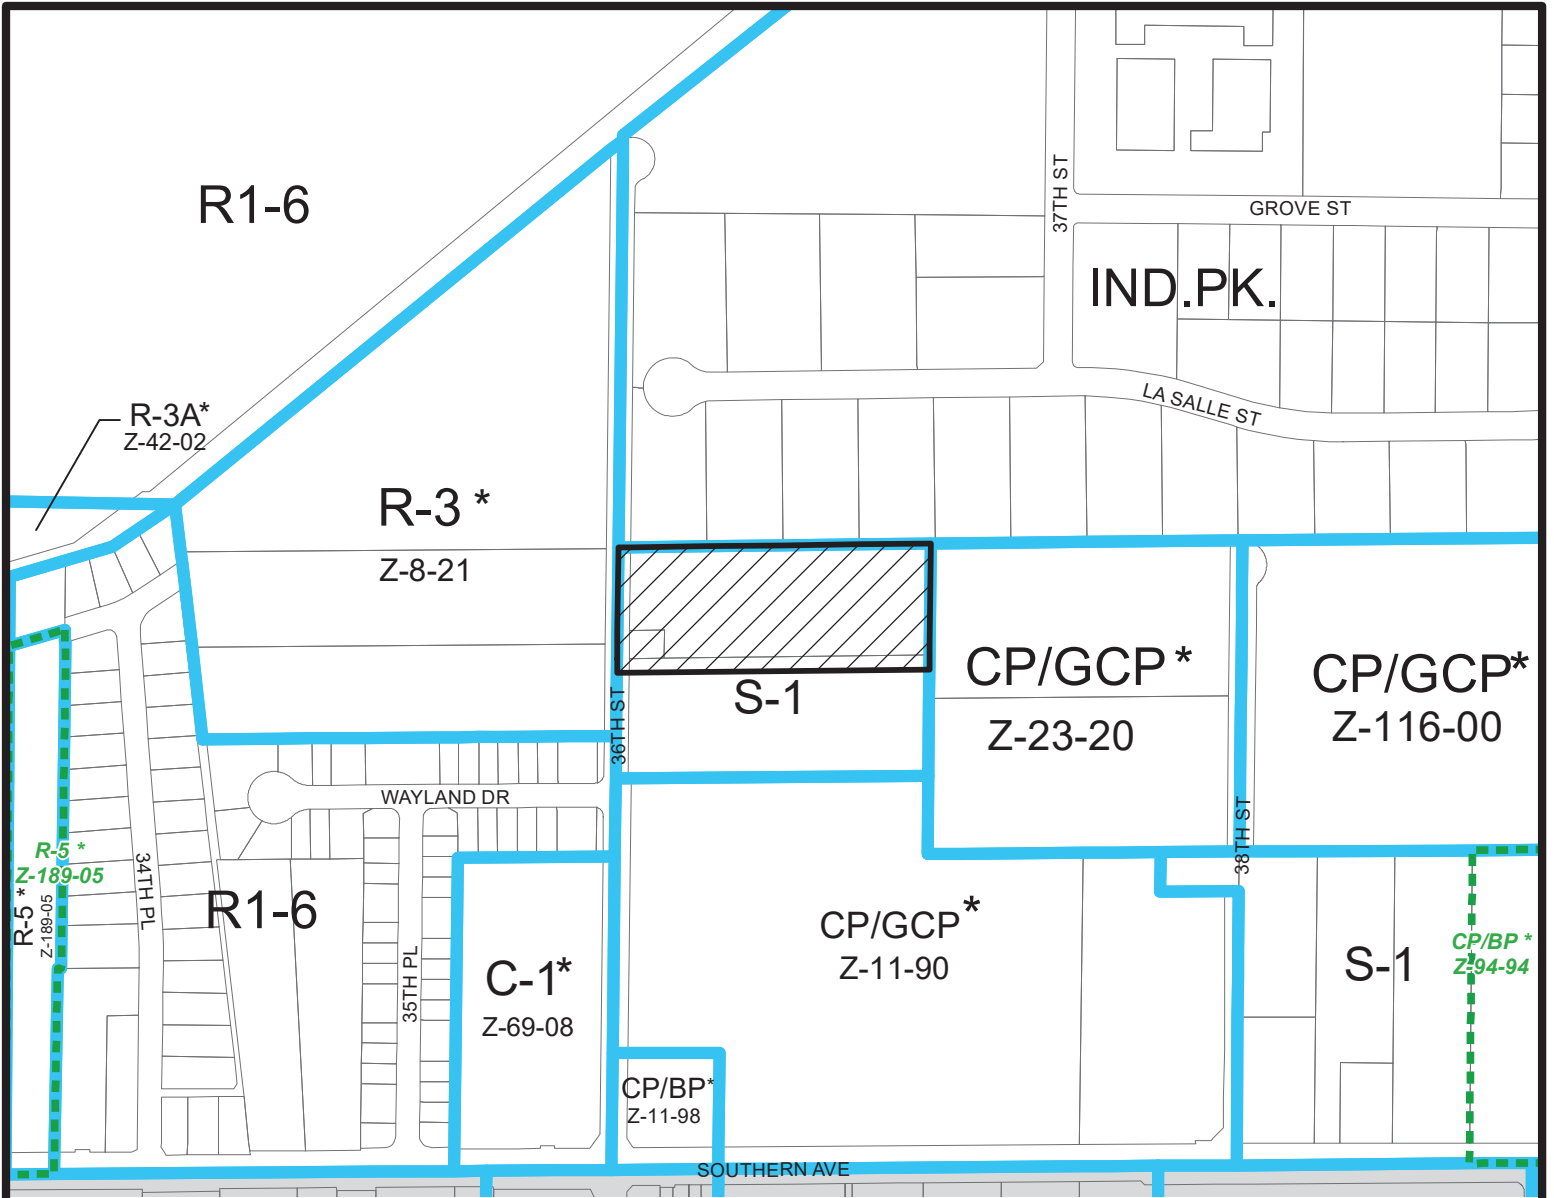 R1-6
37TH ST
GROVE ST
IND.PK.
LA SALLE ST
R-3A*
Z-42-02
R-3 *
Z-8-21
S-1
36TH ST
CP/GCP *
Z-23-20
CP/GCP*
Z-116-00
WAYLAND DR
38TH ST
34TH PL
R-5 *
Z-189-05
R-5 *
Z-189-05
R1-6
35TH PL
C-1*
Z-69-08
CP/GCP*
Z-11-90
S-1
CP/BP *
Z-94-94
CP/BP*
Z-11-98
SOUTHERN AVE